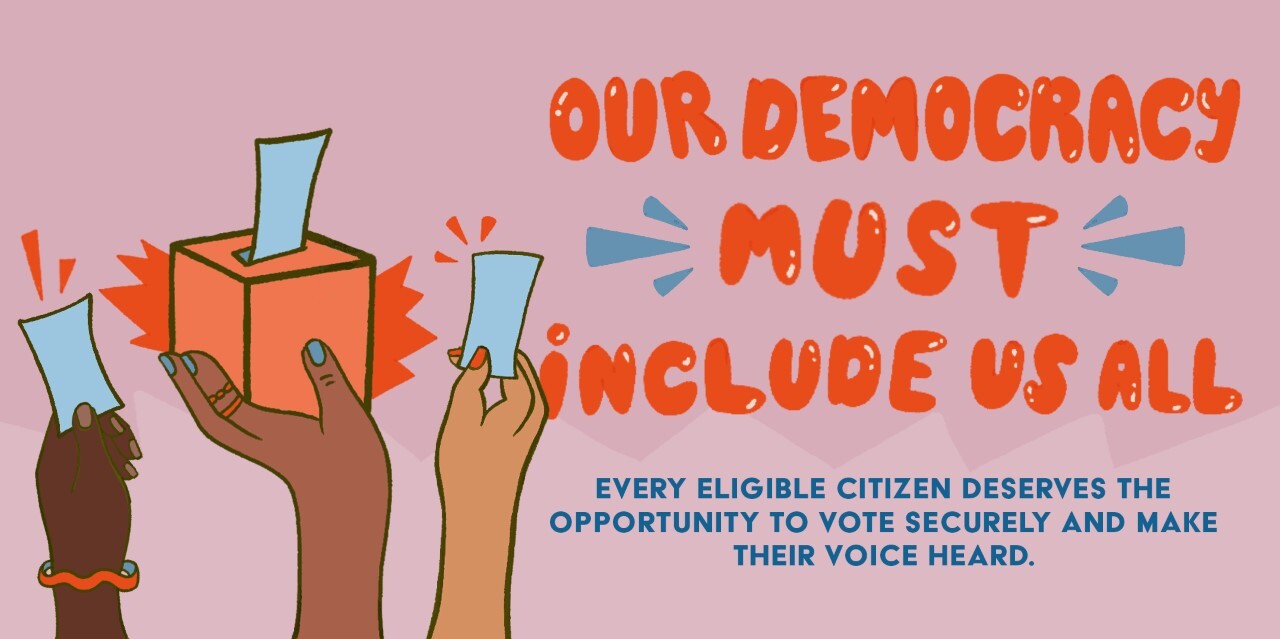 OUR DEMOCRACY
MUST
iNCLUDE US ALL
EVERY ELIGIBLE CITIZEN DESERVES THE
OPPORTUNITY TO VOTE SECURELY AND MAKE
THEIR VOICE HEARD.